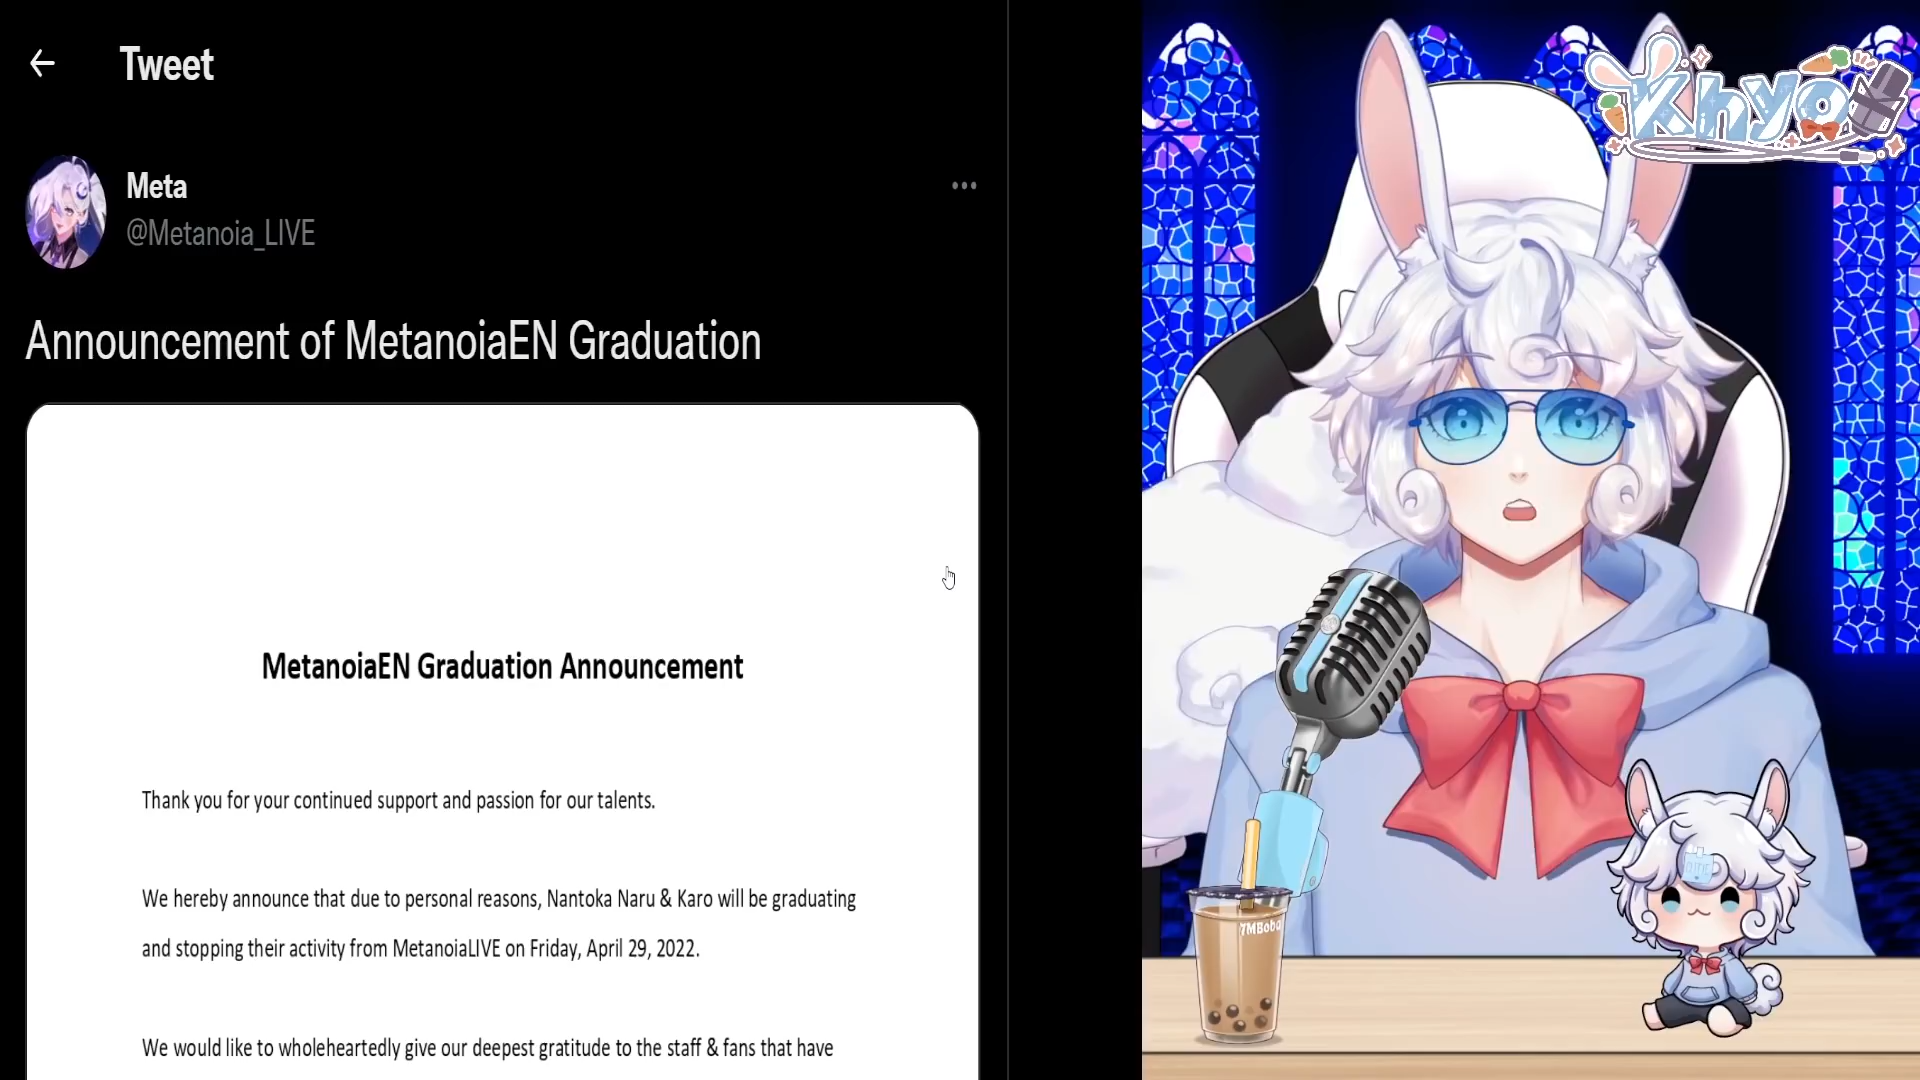 Tweet
Meta
@Metanoia_LIVE
Announcement of MetanoiaEN Graduation
MetanoiaEN Graduation Announcement
Thank you for your continued support and passion for our talents.
We hereby announce that due to personal reasons, Nantoka Naru & Karo will be graduating
and stopping their activity from MetanoiaLIVE on Friday, April 29, 2022.
We would like to wholeheartedly give our deepest gratitude to the staff & fans that have
Khyo
7MBoba